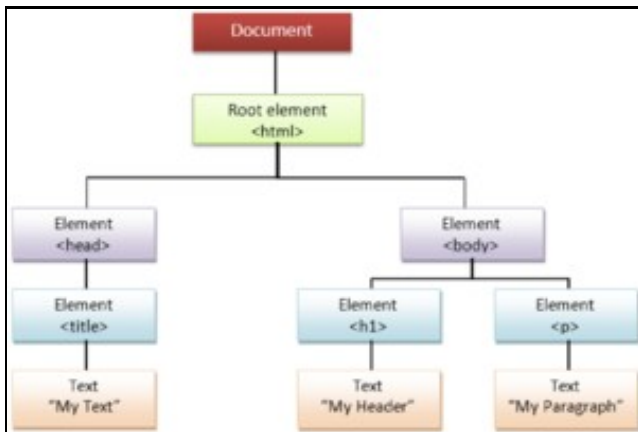 Document
Root element
<html>
Element
<head>
Element
<body>
Element
<title>
Element
<h1>
Element
<p>
Text
"My Text"
Text
"My Header"
Text
"My Paragraph"